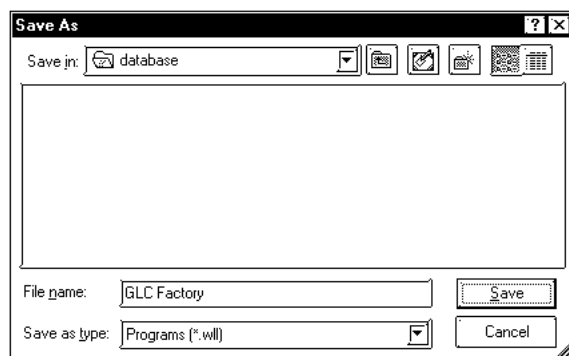 Save As
Save in: database
File name: GLC Factory Save
Save as type: Programs (*.wll) Cancel